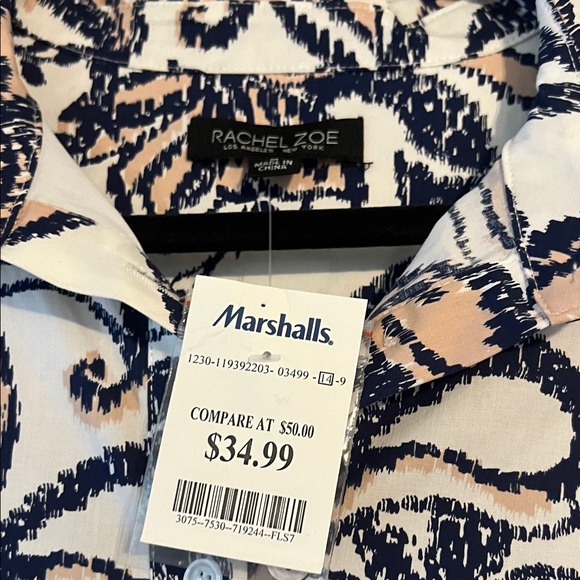 RACHEL ZOE
LOS ANGELES NEW YORK
MADE IN
CHINA
Marshalls.
1230-119392203- 03499 -14-9
COMPARE AT $50.00
$34.99
3075--7530--719244--FLS7